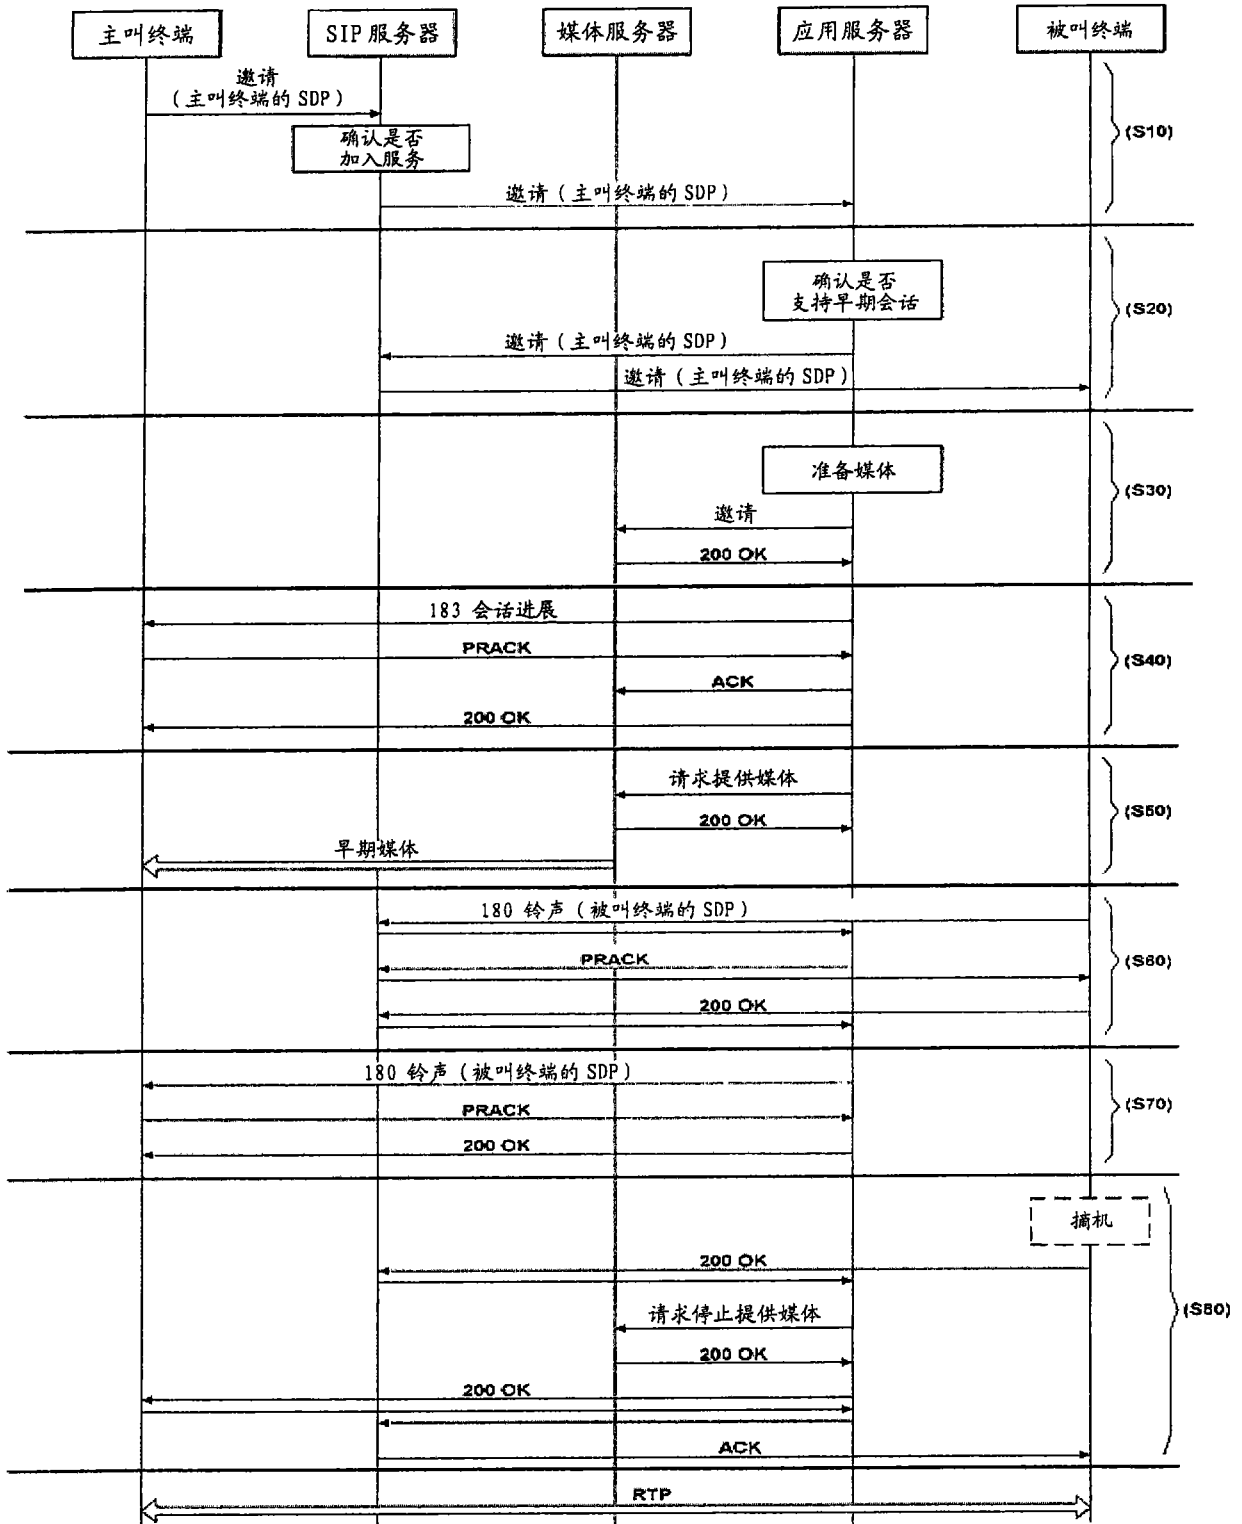 主叫终端
SIP 服务器
媒体服务器
应用服务器
被叫终端
邀请
(主叫终端的 SDP)
确认是否
加入服务
邀请 (主叫终端的 SDP)
(S10)
确认是否
支持早期会话
邀请 (主叫终端的 SDP)
邀请 (主叫终端的 SDP)
(S20)
准备媒体
邀请
200 OK
(S30)
183 会话进展
PRACK
ACK
200 OK
(S40)
请求提供媒体
200 OK
早期媒体
(S50)
180 铃声 (被叫终端的 SDP)
PRACK
200 OK
(S60)
180 铃声 (被叫终端的 SDP)
PRACK
200 OK
(S70)
摘机
200 OK
请求停止提供媒体
200 OK
200 OK
ACK
(S80)
RTP